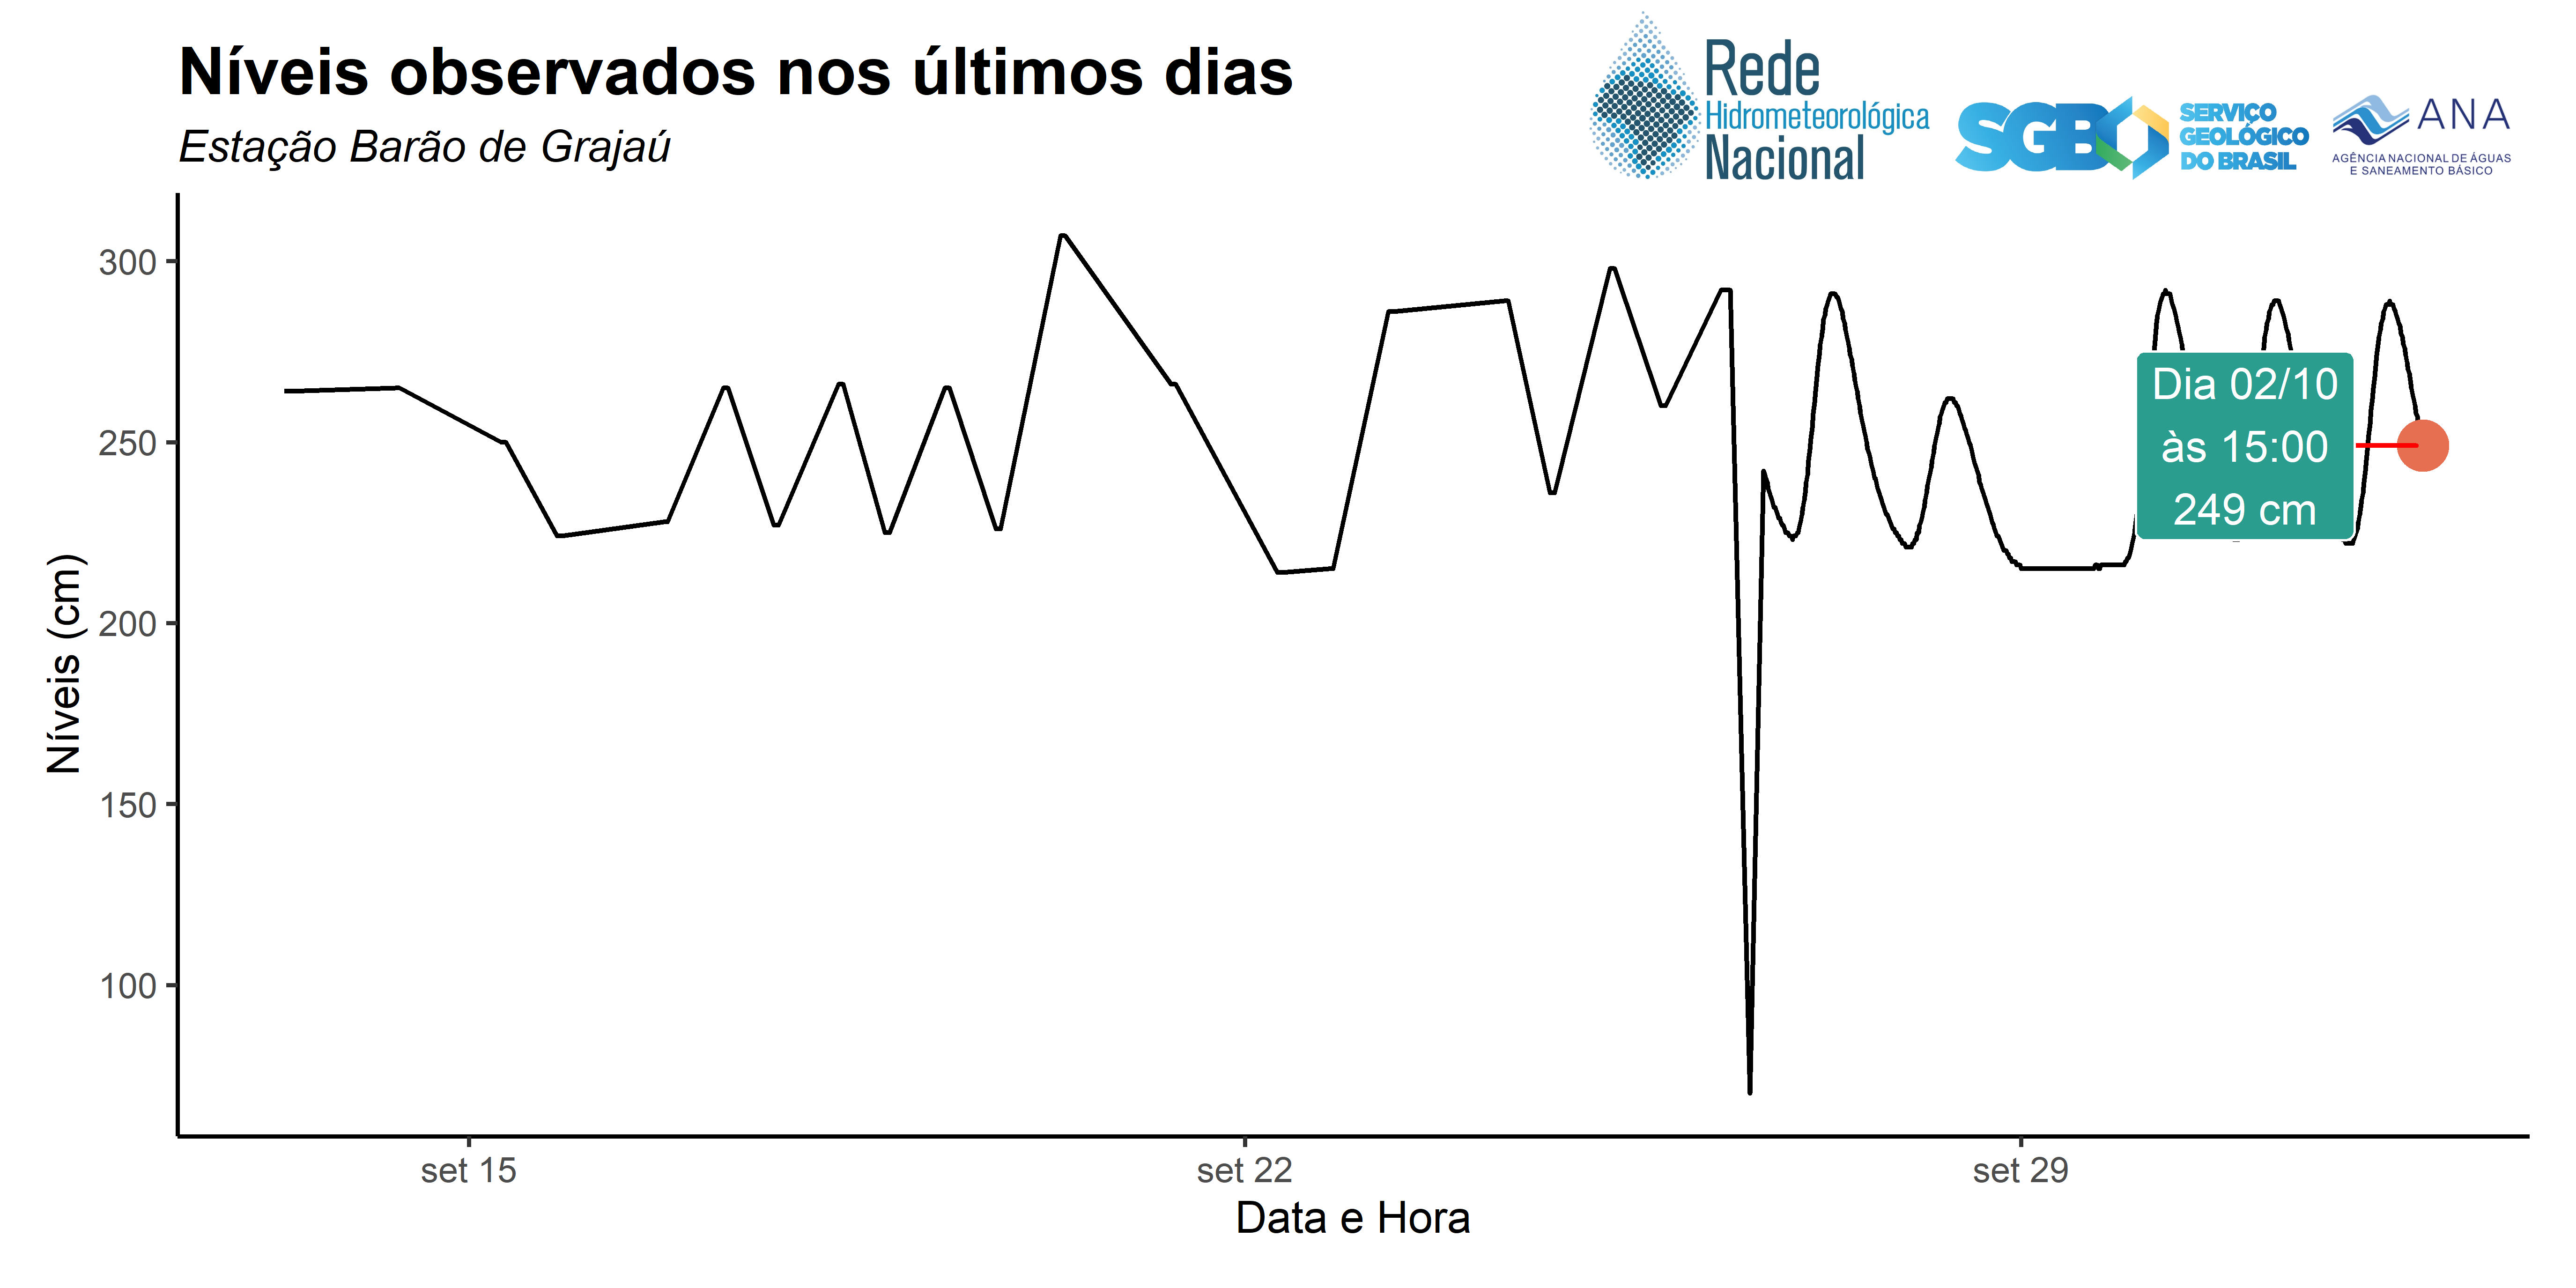 Níveis observados nos últimos dias
Estação Barão de Grajaú
Rede
Hidrometeorológica
Nacional
SGB
SERVIÇO
GEOLÓGICO
DO BRASIL
ANA
AGÊNCIA NACIONAL DE ÁGUAS
E SANEAMENTO BÁSICO
Níveis (cm)
300
250
200
150
100
Dia 02/10
às 15:00
249 cm
set 15
set 22
set 29
Data e Hora